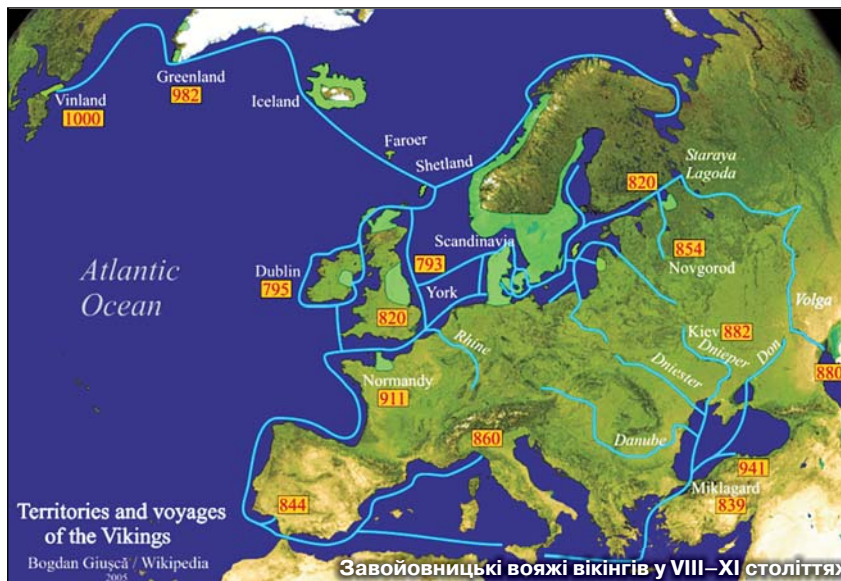 Greenland
982
Vinland
1000
Iceland
Faroer
Shetland
Staraya
Lagoda
820
Scandinavia
793
854
Novgorod
Atlantic
Ocean
Dublin
795
York
820
Volga
Kiev 882
Rhine
Dnieper
Don
Dniester
880
Normandy
911
860
Danube
941
Miklagard
839
844
Territories and voyages
of the Vikings
Bogdan Giuşcă / Wikipedia
2005
Завойовницькі вояжі вікінгів у VIII–XI століттях